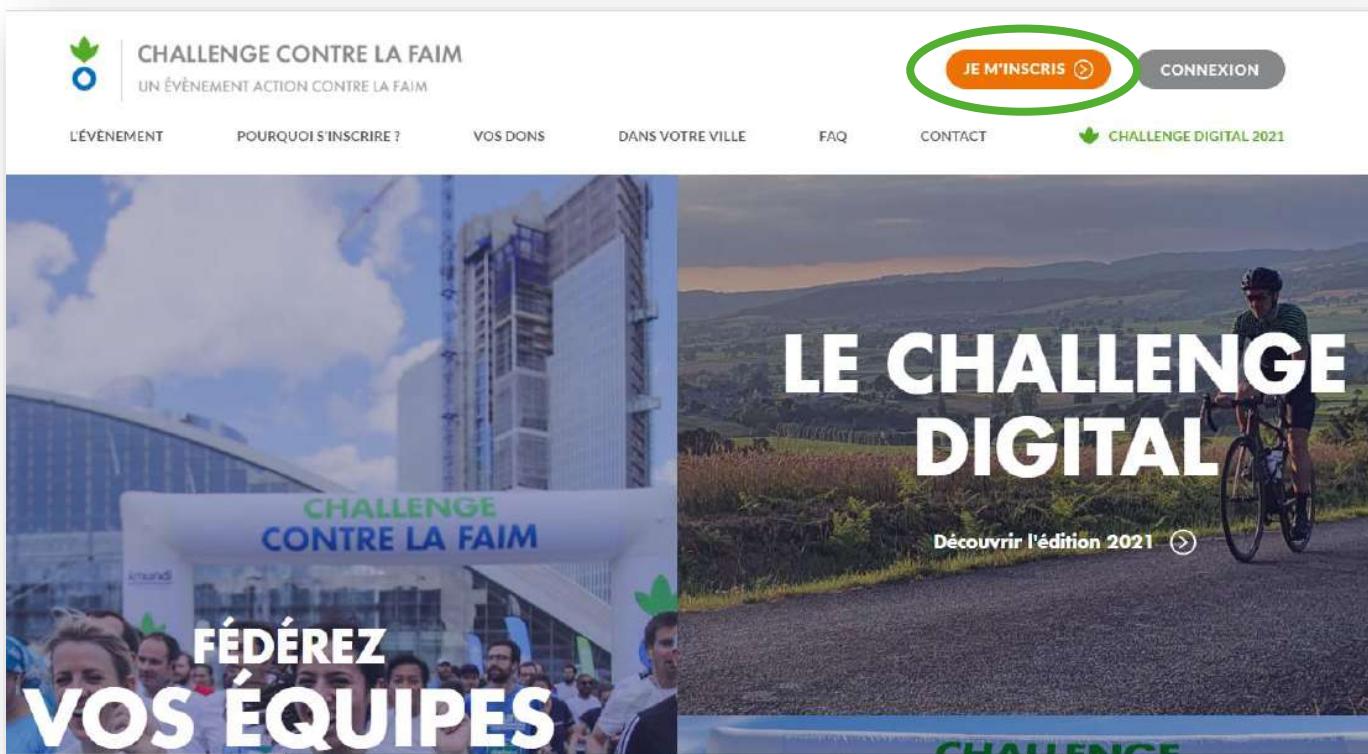 CHALLENGE CONTRE LA FAIM
UN ÉVÈNEMENT ACTION CONTRE LA FAIM
JE M'INSCRIS
CONNEXION
L'ÉVÈNEMENT
POURQUOI S'INSCRIRE ?
VOS DONS
DANS VOTRE VILLE
FAQ
CONTACT
CHALLENGE DIGITAL 2021
CHALLENGE
CONTRE LA FAIM
Amundi
FÉDÉREZ
VOS ÉQUIPES
LE CHALLENGE
DIGITAL
Découvrir l'édition 2021
CHALLENGE